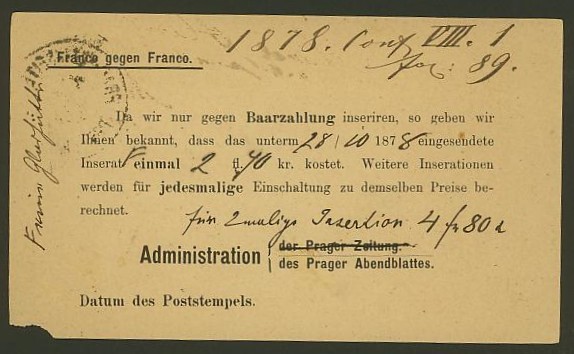 1878. Conf VIII. 1
Franco gegen Franco.
fol: 89.
Da wir nur gegen Baarzahlung inseriren, so geben wir
Ihnen bekannt, dass das unterm 28/10 1878 eingesendete
Inserat einmal 2 fl. 40 kr. kostet. Weitere Inserationen
werden für jedesmalige Einschaltung zu demselben Preise be-
rechnet.
für 2malige Insertion 4 fr 80
Administration
der Prager Zeitung.
des Prager Abendblattes.
Datum des Poststempels.